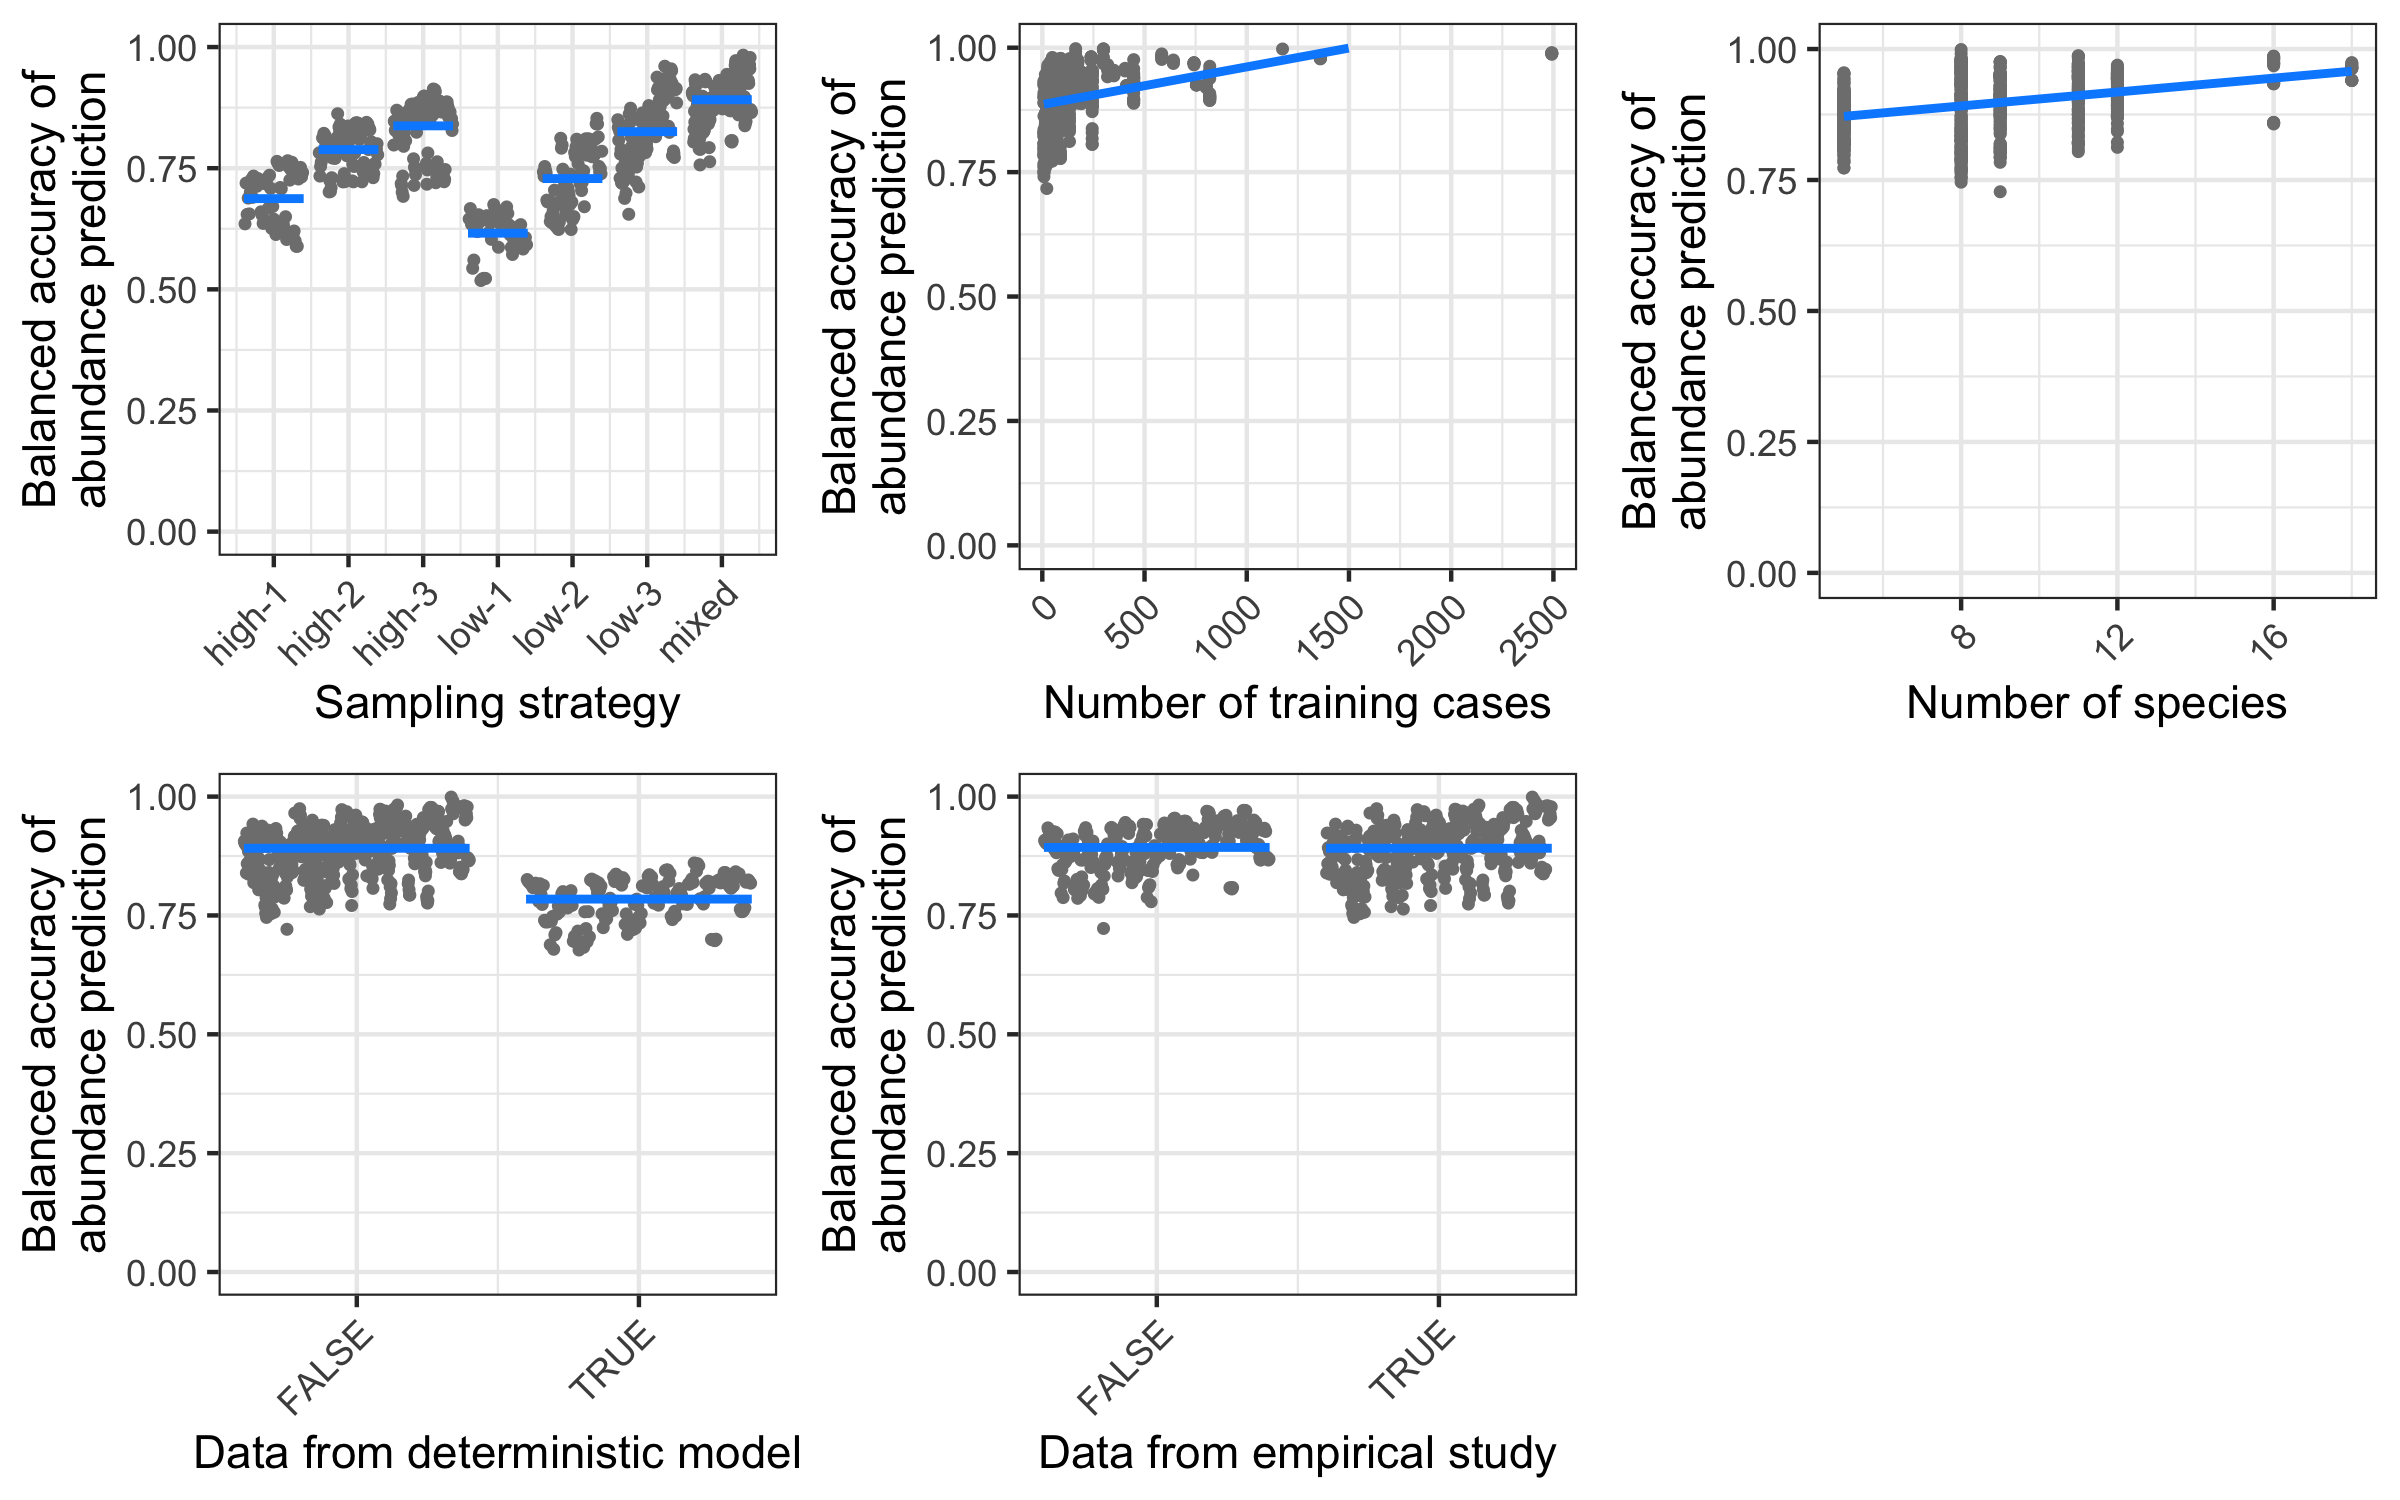 Balanced accuracy of
abundance prediction
1.00
0.75
0.50
0.25
0.00
high-1
high-2
high-3
low-1
low-2
low-3
mixed
Sampling strategy
Balanced accuracy of
abundance prediction
1.00
0.75
0.50
0.25
0.00
0
500
1000
1500
2000
2500
Number of training cases
Balanced accuracy of
abundance prediction
1.00
0.75
0.50
0.25
0.00
8
12
16
Number of species
Balanced accuracy of
abundance prediction
1.00
0.75
0.50
0.25
0.00
FALSE
TRUE
Data from deterministic model
Balanced accuracy of
abundance prediction
1.00
0.75
0.50
0.25
0.00
FALSE
TRUE
Data from empirical study